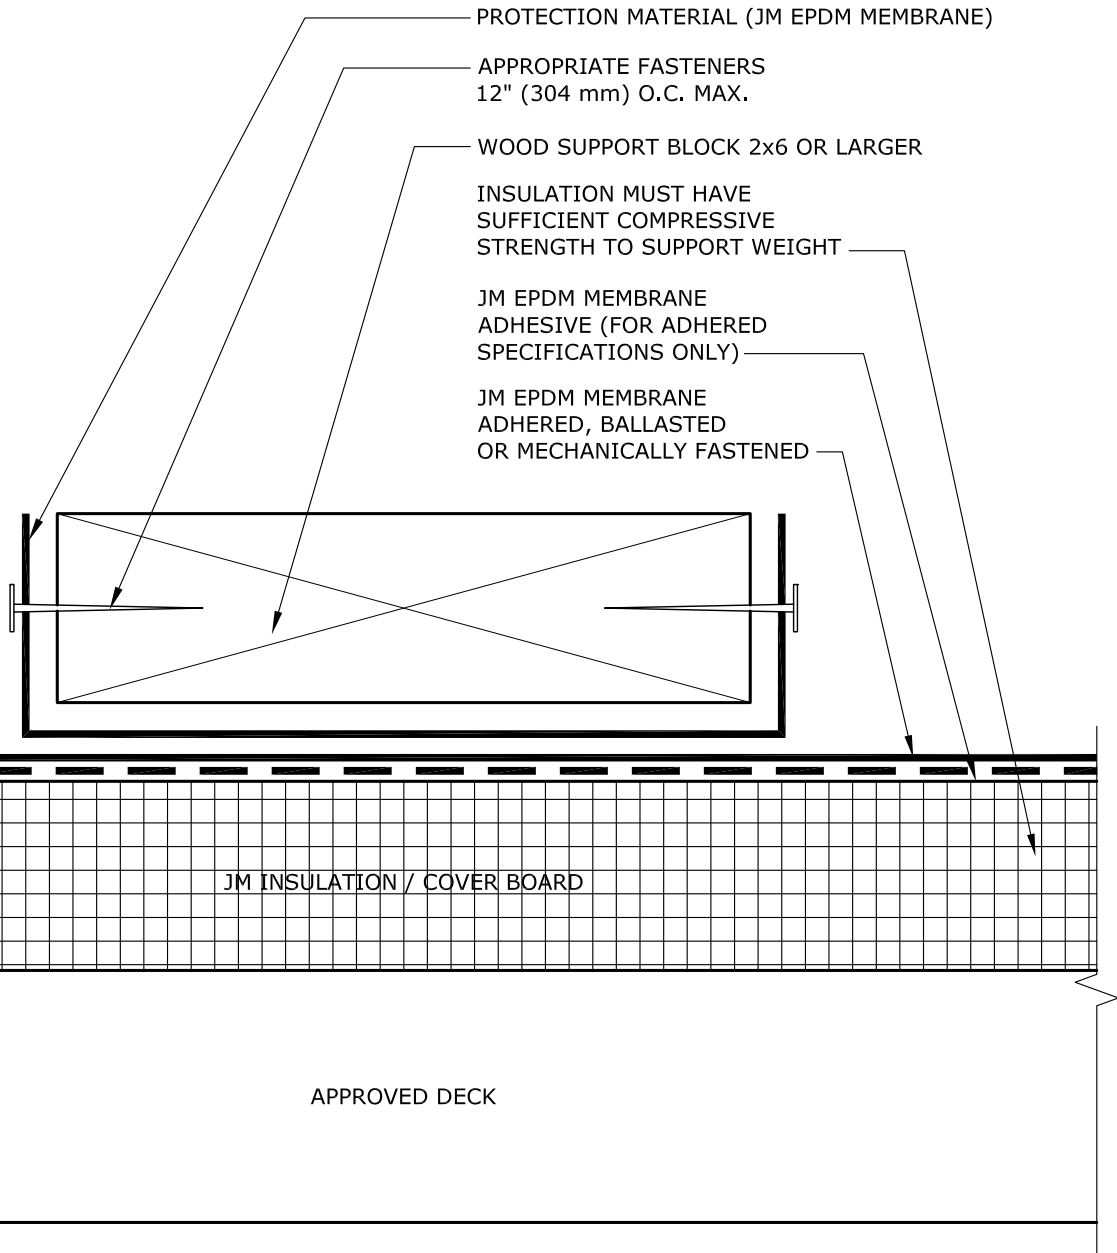 PROTECTION MATERIAL (JM EPDM MEMBRANE)
APPROPRIATE FASTENERS
12" (304 mm) O.C. MAX.
WOOD SUPPORT BLOCK 2x6 OR LARGER
INSULATION MUST HAVE
SUFFICIENT COMPRESSIVE
STRENGTH TO SUPPORT WEIGHT
JM EPDM MEMBRANE
ADHESIVE (FOR ADHERED
SPECIFICATIONS ONLY)
JM EPDM MEMBRANE
ADHERED, BALLASTED
OR MECHANICALLY FASTENED
JM INSULATION / COVER BOARD
APPROVED DECK